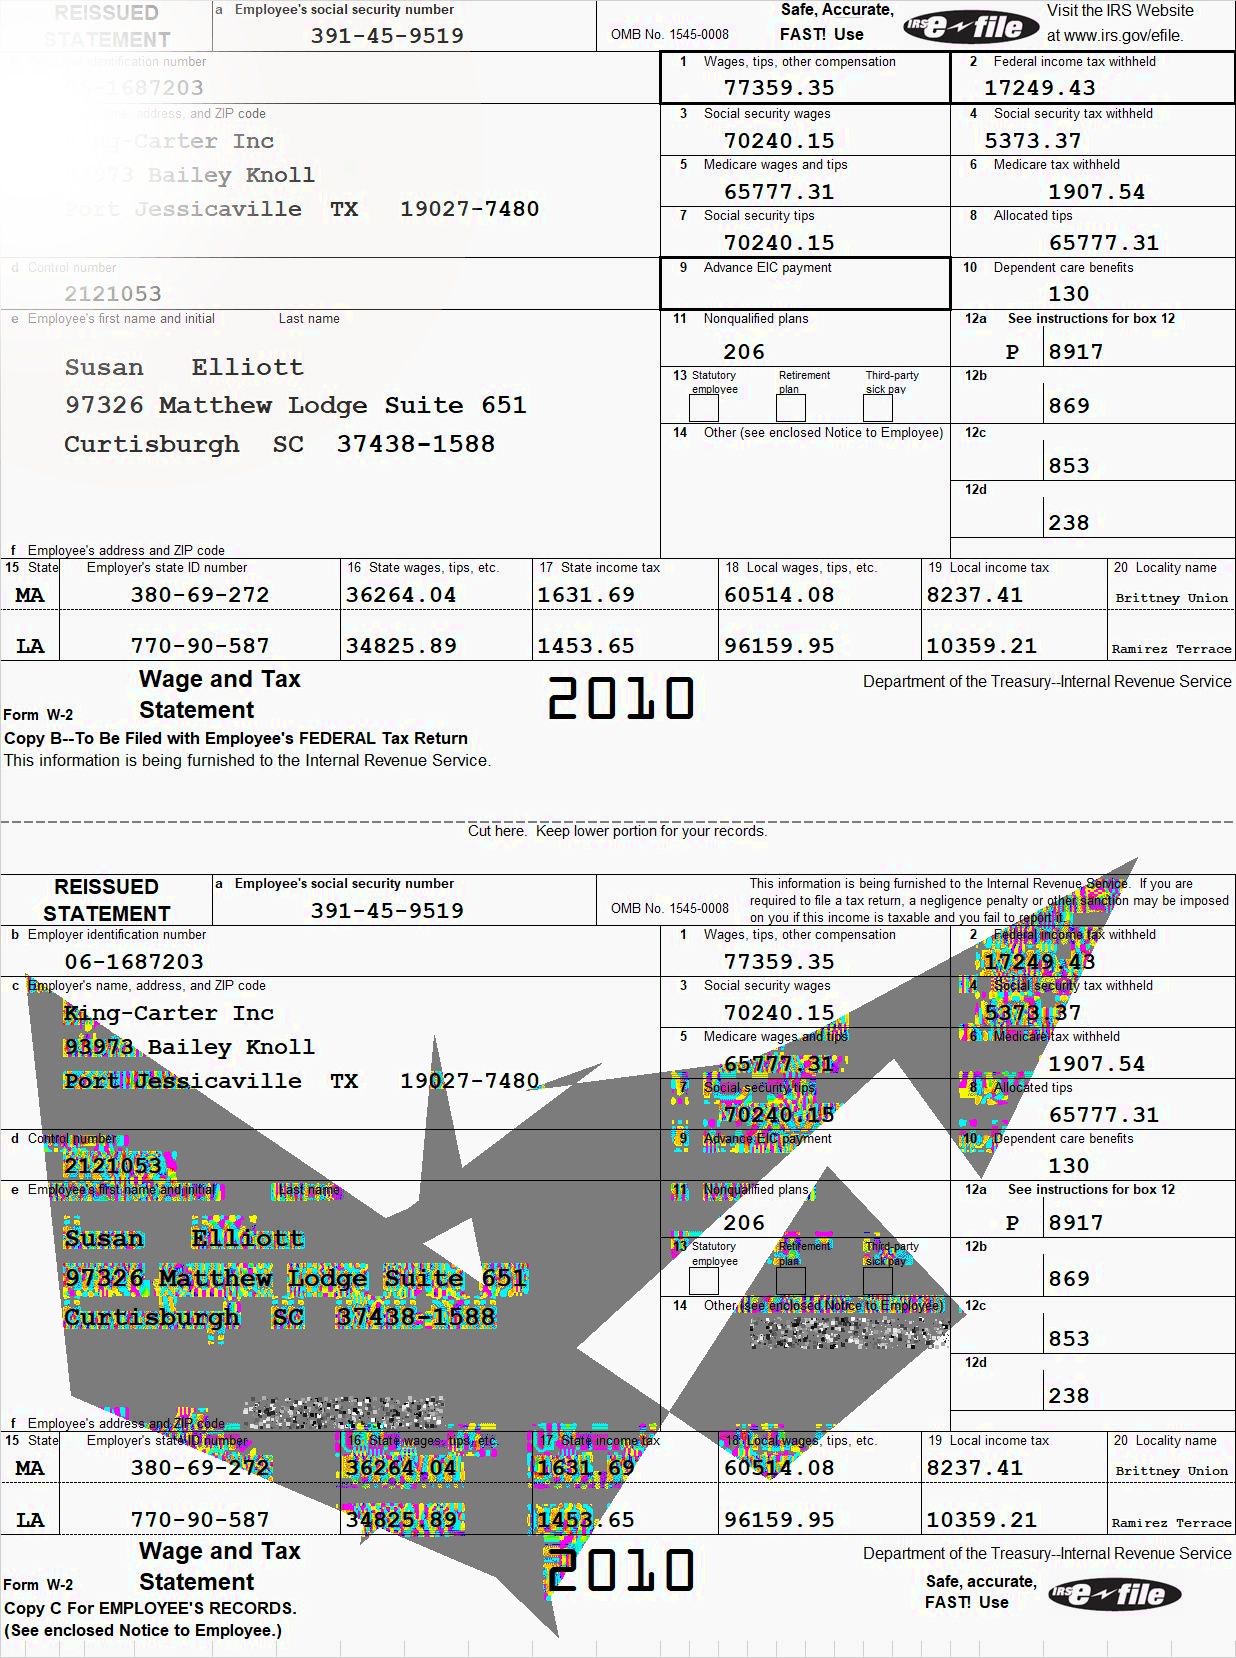 REISSUED a Employee's social security number Safe, Accurate, Visit the IRS Website
STATEMENT 391-45-9519 OMB No. 1545-0008 FAST! Use IRS e-file at www.irs.gov/efile.
identification number 1 Wages, tips, other compensation 2 Federal income tax withheld
-1687203 77359.35 17249.43
address, and ZIP code 3 Social security wages 4 Social security tax withheld
-Carter Inc 70240.15 5373.37
Bailey Knoll 5 Medicare wages and tips 6 Medicare tax withheld
65777.31 1907.54
Port Jessicaville TX 19027-7480 7 Social security tips 8 Allocated tips
70240.15 65777.31
d Control number 9 Advance EIC payment 10 Dependent care benefits
2121053 130
e Employee's first name and initial Last name 11 Nonqualified plans 12a See instructions for box 12
206 P 8917
Susan Elliott 13 Statutory employee Retirement plan Third-party sick pay 12b
97326 Matthew Lodge Suite 651 869
Curtisburgh SC 37438-1588 14 Other (see enclosed Notice to Employee) 12c
853
12d
238
f Employee's address and ZIP code
15 State Employer's state ID number 16 State wages, tips, etc. 17 State income tax 18 Local wages, tips, etc. 19 Local income tax 20 Locality name
MA 380-69-272 36264.04 1631.69 60514.08 8237.41 Brittney Union
LA 770-90-587 34825.89 1453.65 96159.95 10359.21 Ramirez Terrace
Wage and Tax
Form W-2 Statement 2010 Department of the Treasury--Internal Revenue Service
Copy B--To Be Filed with Employee's FEDERAL Tax Return
This information is being furnished to the Internal Revenue Service.
Cut here. Keep lower portion for your records.
REISSUED a Employee's social security number This information is being furnished to the Internal Revenue Service. If you are
STATEMENT 391-45-9519 OMB No. 1545-0008 required to file a tax return, a negligence penalty or other sanction may be imposed
on you if this income is taxable and you fail to report it.
b Employer identification number 1 Wages, tips, other compensation 2 Federal income tax withheld
06-1687203 77359.35 17249.43
c Employer's name, address, and ZIP code 3 Social security wages 4 Social security tax withheld
King-Carter Inc 70240.15 5373.37
93973 Bailey Knoll 5 Medicare wages and tips 6 Medicare tax withheld
65777.31 1907.54
Port Jessicaville TX 19027-7480 7 Social security tips 8 Allocated tips
70240.15 65777.31
d Control number 9 Advance EIC payment 10 Dependent care benefits
2121053 130
e Employee's first name and initial Last name 11 Nonqualified plans 12a See instructions for box 12
206 P 8917
Susan Elliott 13 Statutory employee Retirement plan Third-party sick pay 12b
97326 Matthew Lodge Suite 651 869
Curtisburgh SC 37438-1588 14 Other (see enclosed Notice to Employee) 12c
853
12d
238
f Employee's address and ZIP code
15 State Employer's state ID number 16 State wages, tips, etc. 17 State income tax 18 Local wages, tips, etc. 19 Local income tax 20 Locality name
MA 380-69-272 36264.04 1631.69 60514.08 8237.41 Brittney Union
LA 770-90-587 34825.89 1453.65 96159.95 10359.21 Ramirez Terrace
Wage and Tax
Form W-2 Statement 2010 Department of the Treasury--Internal Revenue Service
Copy C For EMPLOYEE'S RECORDS. Safe, accurate,
(See enclosed Notice to Employee.) FAST! Use IRS e-file